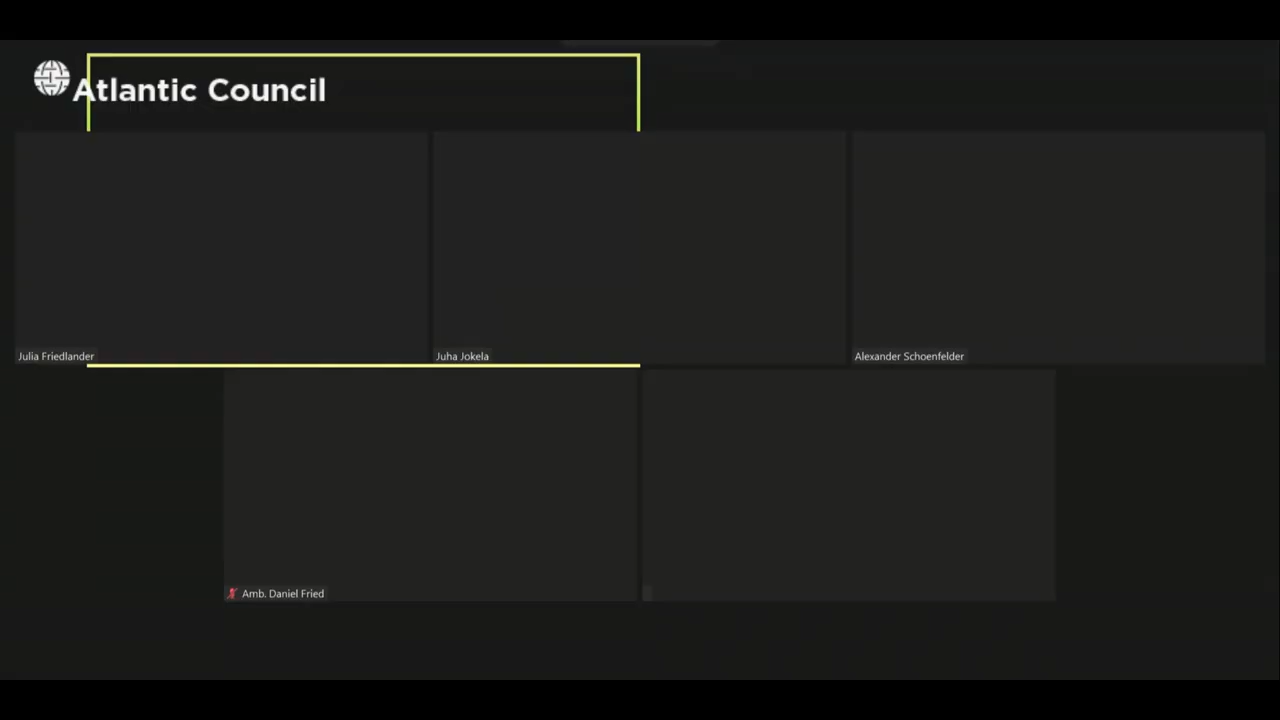 Atlantic Council
Julia Friedlander
Juha Jokela
Alexander Schoenfelder
Amb. Daniel Fried